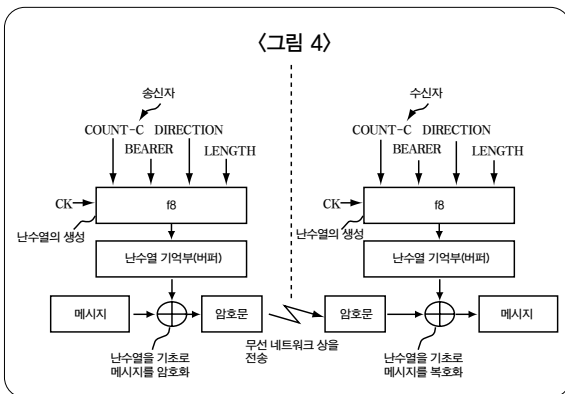 〈그림 4〉
송신자
COUNT-C DIRECTION
BEARER LENGTH
CK
f8
난수열의 생성
난수열 기억부(버퍼)
메시지
암호문
난수열을 기초로
메시지를 암호화
무선 네트워크 상을
전송
수신자
COUNT-C DIRECTION
BEARER LENGTH
CK
f8
난수열의 생성
난수열 기억부(버퍼)
암호문
메시지
난수열을 기초로
메시지를 복호화